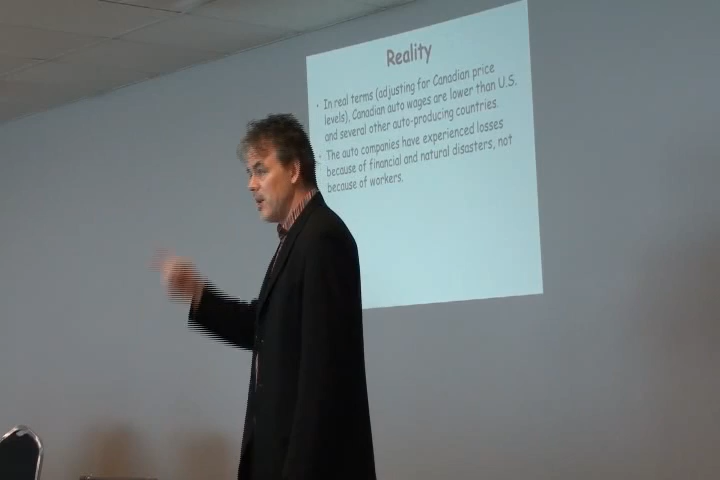 Reality
• In real terms (adjusting for Canadian price
levels), Canadian auto wages are lower than U.S.
and several other auto-producing countries.
• The auto companies have experienced losses
because of financial and natural disasters, not
because of workers.